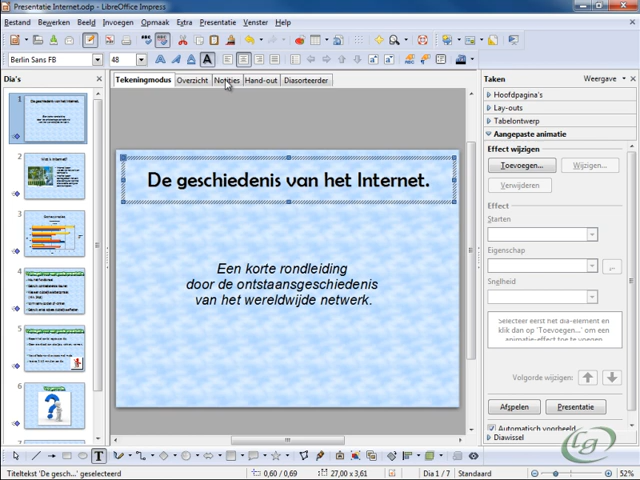 Presentatie Internet.odp - LibreOffice Impress
Bestand Bewerken Beeld Invoegen Opmaak Extra Presentatie Venster Help
Berlin Sans FB 48
Dia's
Tekeningmodus Overzicht Notities Hand-out Diasorteerder
Taken Weergave
Hoofdpagina's
Lay-outs
Tabelontwerp
Aangepaste animatie
Effect wijzigen
Toevoegen... Wijzigen...
Verwijderen
Effect
Starten
Eigenschap
Snelheid
Selecteer eerst het dia-element en
klik dan op 'Toevoegen...' om een
animatie-effect toe te voegen
Volgorde wijzigen:
Afspelen Presentatie
Automatisch voorbeeld
Diawissel
1
2
3
4
5
6
De geschiedenis van het Internet.
Een korte rondleiding
door de ontstaansgeschiedenis
van het wereldwijde netwerk.
lg
Titeltekst 'De gesch...' geselecteerd 0,60 / 0,69 27,00 x 3,61 Dia 1 / 7 Standaard 52%